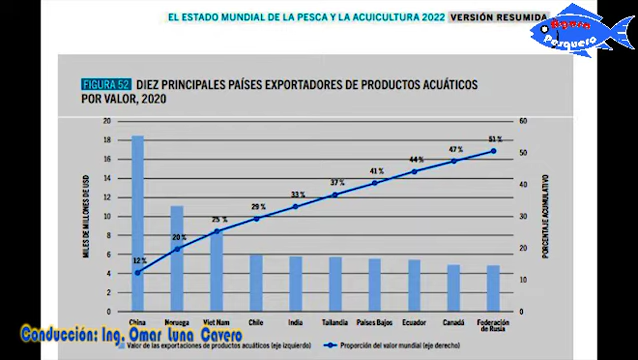 EL ESTADO MUNDIAL DE LA PESCA Y LA ACUICULTURA 2022 VERSIÓN RESUMIDA
Agaro
Pesquero
FIGURA 52 DIEZ PRINCIPALES PAÍSES EXPORTADORES DE PRODUCTOS ACUÁTICOS
POR VALOR, 2020
MILES DE MILLONES DE USD
20
18
16
14
12
10
8
6
4
2
0
12 %
20 %
25 %
29 %
33 %
37 %
41 %
44 %
47 %
51 %
60
50
40
30
20
10
0
PORCENTAJE ACUMULATIVO
China Noruega Viet Nam Chile India Tailandia Países Bajos Ecuador Canadá Federación
de Rusia
Conducción: Ing. Omar Luna Cavero
Valor de las exportaciones de productos acuáticos (eje izquierdo) Proporción del valor mundial (eje derecho)